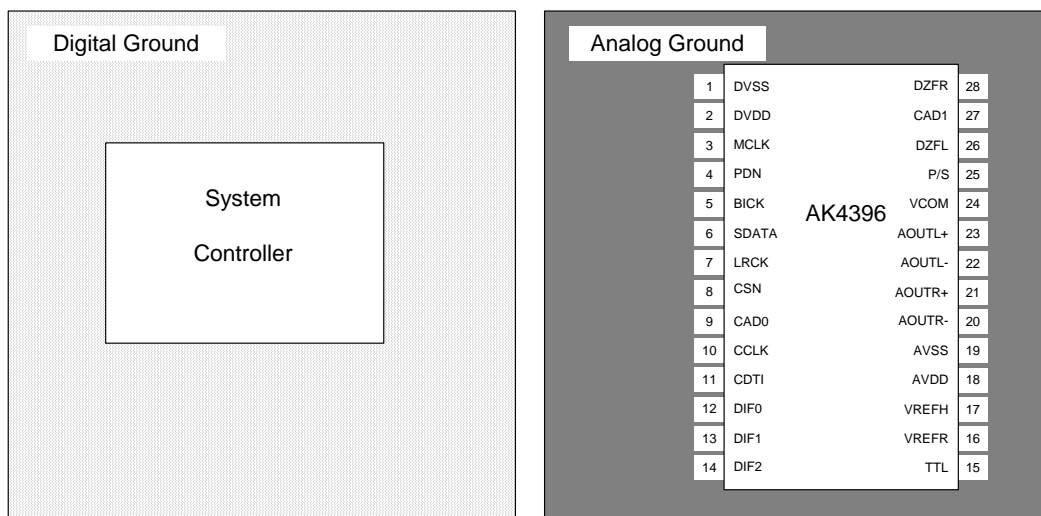 Digital Ground
System
Controller
Analog Ground
AK4396
1 DVSS
2 DVDD
3 MCLK
4 PDN
5 BICK
6 SDATA
7 LRCK
8 CSN
9 CAD0
10 CCLK
11 CDTI
12 DIF0
13 DIF1
14 DIF2
DZFR 28
CAD1 27
DZFL 26
P/S 25
VCOM 24
AOUTL+ 23
AOUTL- 22
AOUTR+ 21
AOUTR- 20
AVSS 19
AVDD 18
VREFH 17
VREFR 16
TTL 15